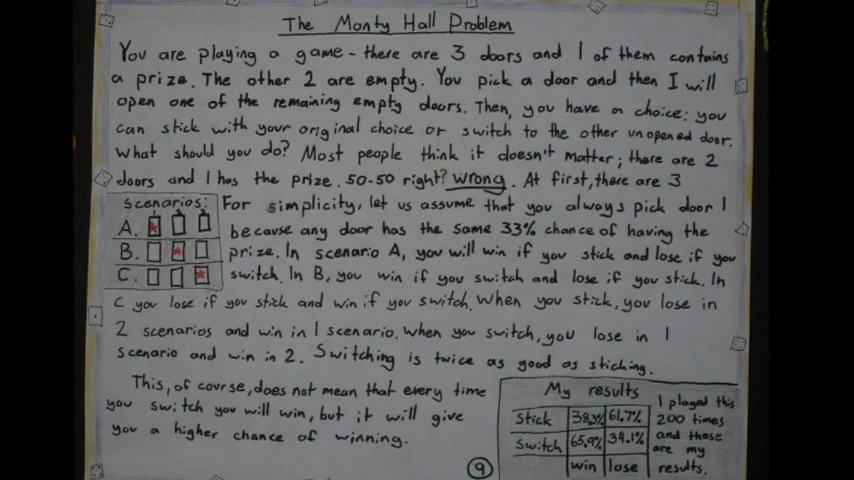 The Monty Hall Problem
You are playing a game - there are 3 doors and 1 of them contains
a prize. The other 2 are empty. You pick a door and then I will
open one of the remaining empty doors. Then, you have a choice: you
can stick with your original choice or switch to the other unopened door.
What should you do? Most people think it doesn't matter; there are 2
doors and 1 has the prize. 50-50 right? wrong. At first, there are 3
Scenarios:
A.
B.
C.
For simplicity, let us assume that you always pick door 1
because any door has the same 33% chance of having the
prize. In scenario A, you will win if you stick and lose if you
switch. In B, you win if you switch and lose if you stick. In
C you lose if you stick and win if you switch. When you stick, you lose in
2 scenarios and win in 1 scenario. When you switch, you lose in 1
scenario and win in 2. Switching is twice as good as sticking.
This, of course, does not mean that every time
you switch you will win, but it will give
you a higher chance of winning.
My results
Stick 38.3% 61.7%
Switch 65.9% 34.1%
win lose
I played this
200 times
and these
are my
results.
9